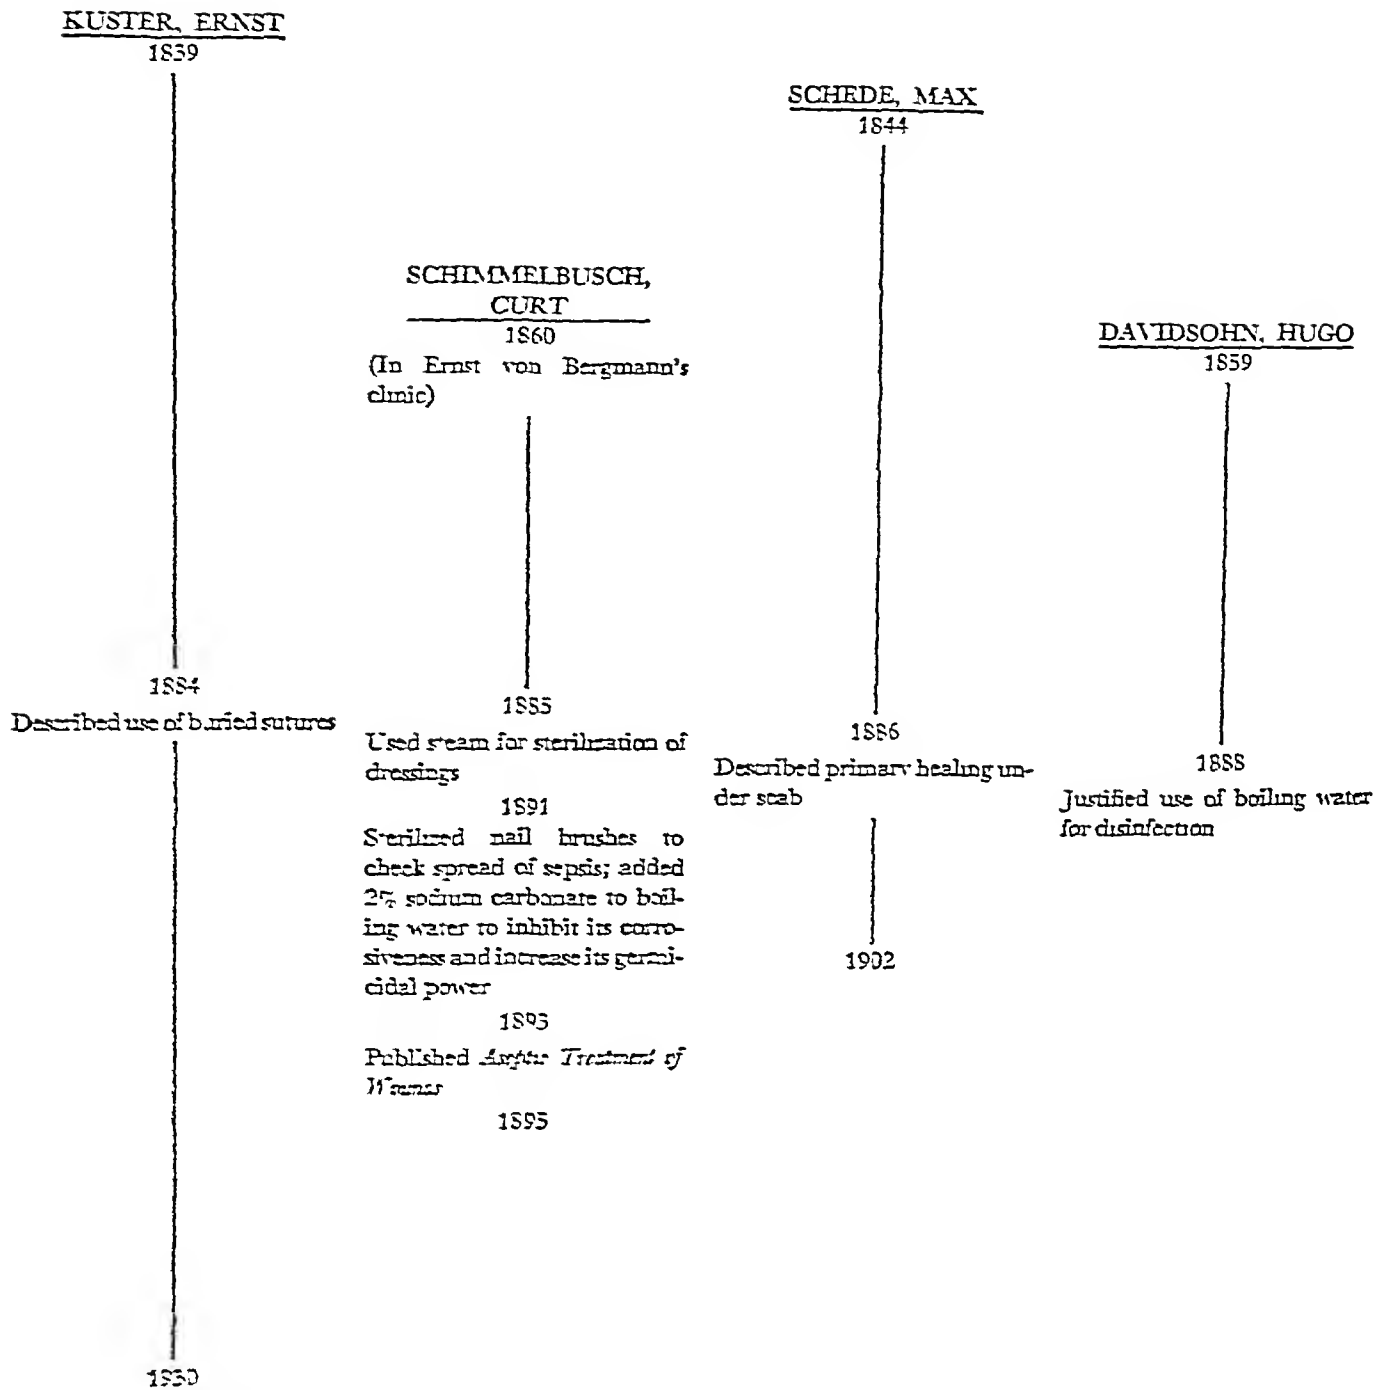 KUSTER, ERNST
1839
1884
Described use of buried sutures
1930
SCHIMMELBUSCH,
CURT
1860
(In Ernst von Bergmann's
clinic)
1885
Used steam for sterilization of
dressings
1891
Sterilized nail brushes to
check spread of sepsis; added
2% sodium carbonate to boil-
ing water to inhibit its corro-
siveness and increase its germi-
cidal power
1893
Published Aseptic Treatment of
1895
SCHEDE, MAX
1844
1886
Described primary healing un-
der scab
1902
DAVIDSOHN, HUGO
1859
1888
Justified use of boiling water
for disinfection